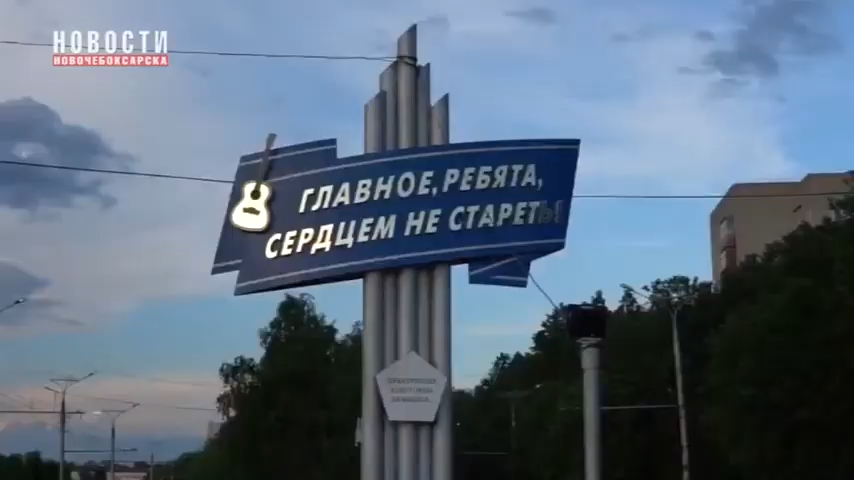 НОВОСТИ
НОВОЧЕБОКСАРСКА
ГЛАВНОЕ, РЕБЯТА,
СЕРДЦЕМ НЕ СТАРЕТЬ!